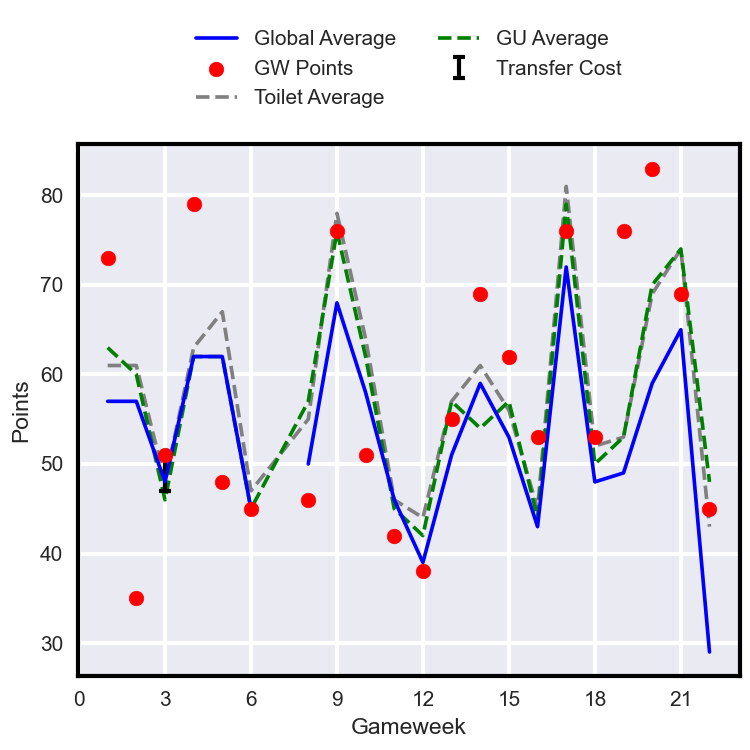 Global Average
GW Points
Toilet Average
GU Average
Transfer Cost
Points
80
70
60
50
40
30
0 3 6 9 12 15 18 21
Gameweek